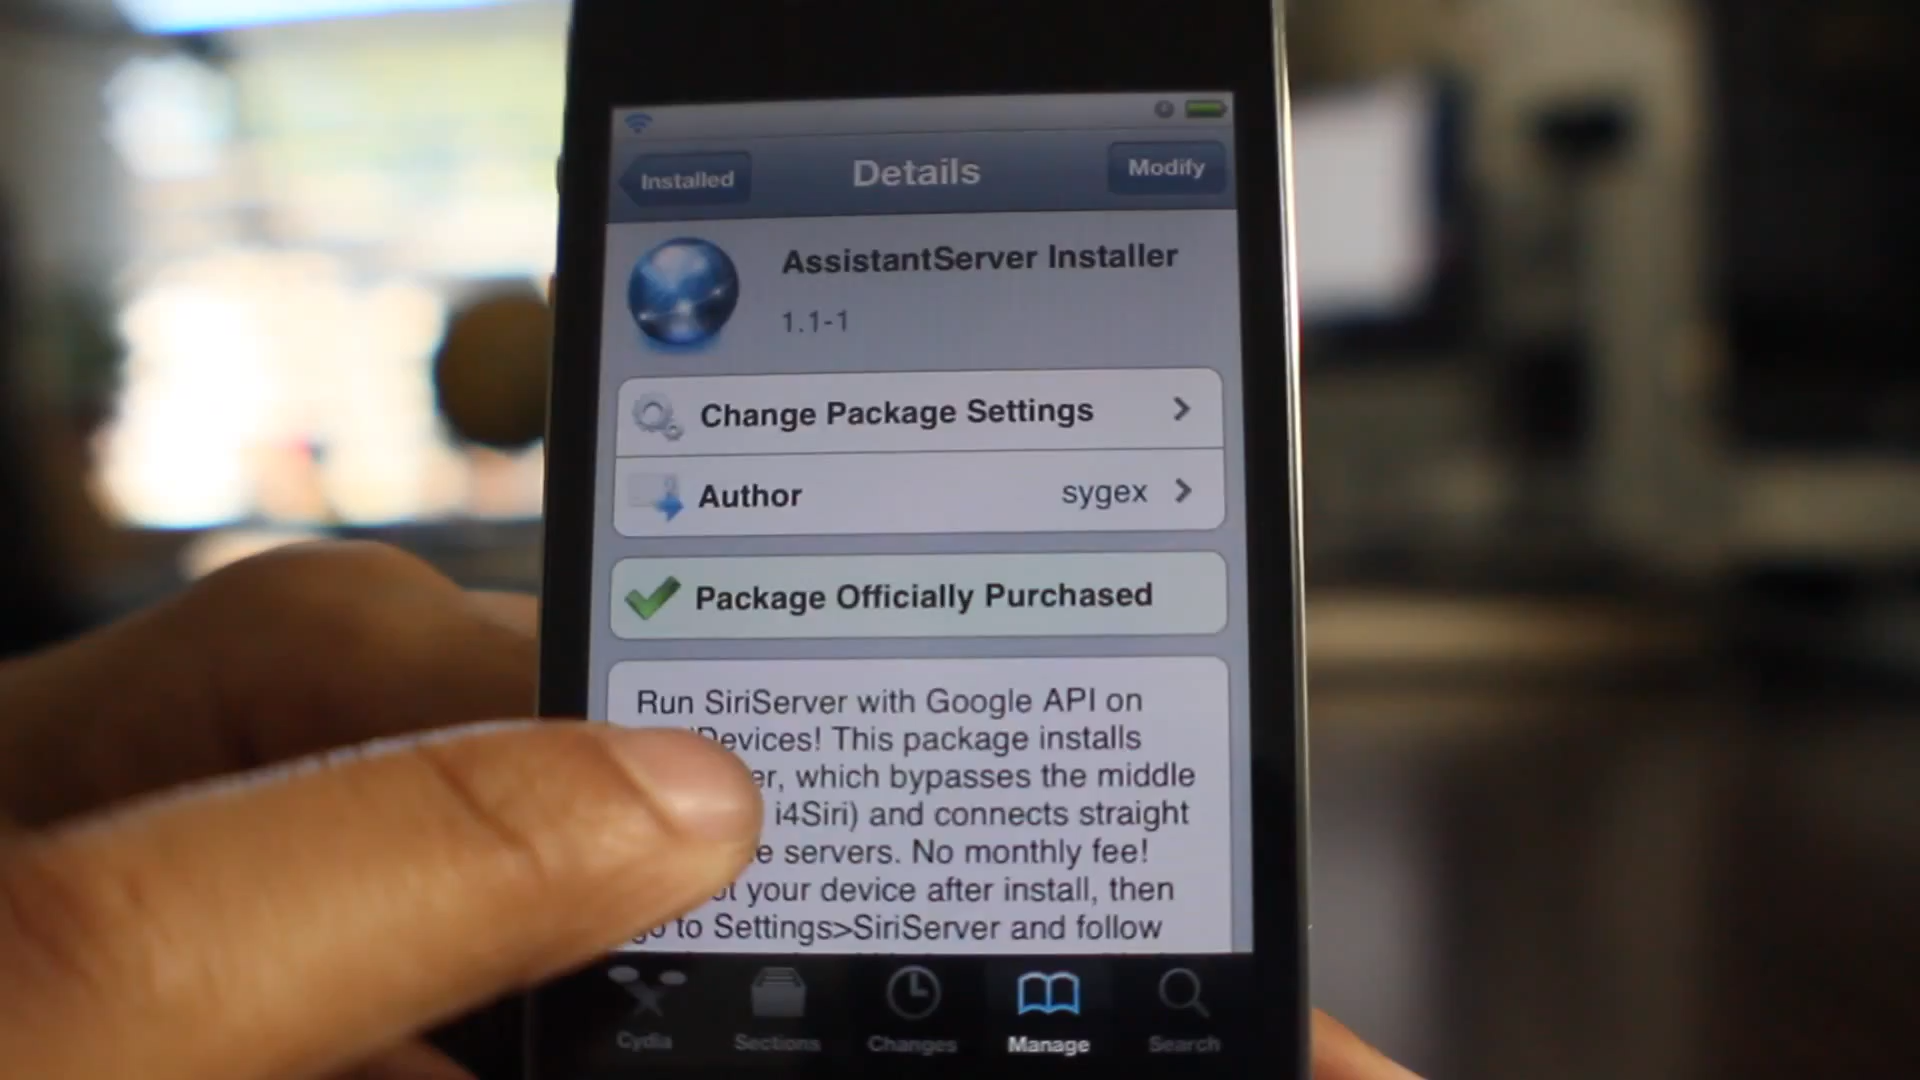 Installed
Details
Modify
AssistantServer Installer
1.1-1
Change Package Settings
Author
sygex
Package Officially Purchased
Run SiriServer with Google API on
Devices! This package installs
which bypasses the middle
i4Siri) and connects straight
servers. No monthly fee!
your device after install, then
to Settings>SiriServer and follow
Cydia
Sections
Changes
Manage
Search